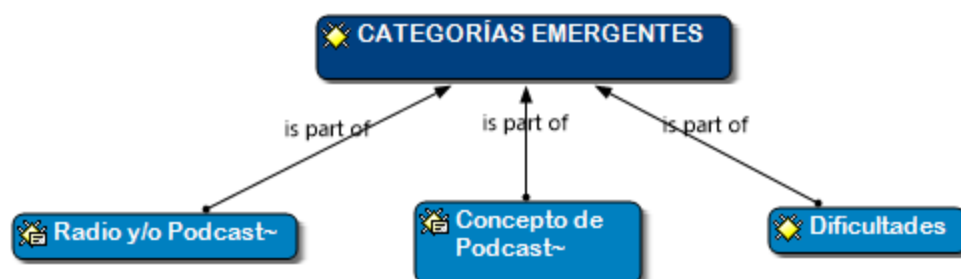 CATEGORÍAS EMERGENTES
is part of
is part of
is part of
Radio y/o Podcast~
Concepto de
Podcast~
Dificultades